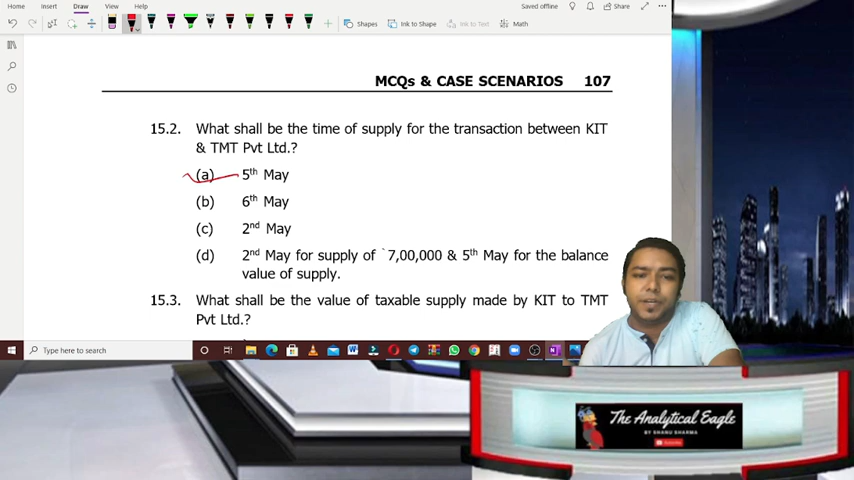 Home Insert Draw View Help Saved offline Share
Shapes Ink to Shape Ink to Text Math
MCQs & CASE SCENARIOS 107
15.2. What shall be the time of supply for the transaction between KIT
& TMT Pvt Ltd.?
(a) 5th May
(b) 6th May
(c) 2nd May
(d) 2nd May for supply of `7,00,000 & 5th May for the balance
value of supply.
15.3. What shall be the value of taxable supply made by KIT to TMT
Pvt Ltd.?
Type here to search
The Analytical Eagle
BY SHANU SHARMA
Subscribe